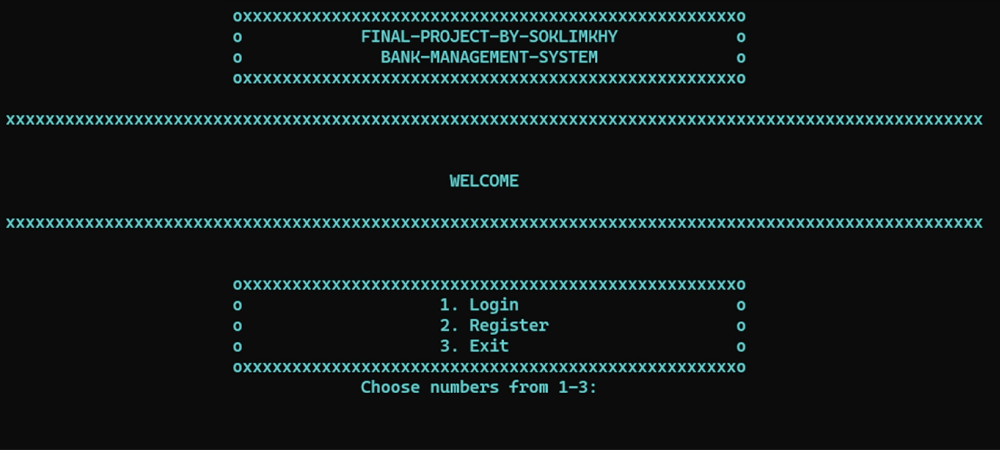 oxxxxxxxxxxxxxxxxxxxxxxxxxxxxxxxxxxxxxxxxxxxxxxxxxxo
o FINAL-PROJECT-BY-SOKLIMKHY o
o BANK-MANAGEMENT-SYSTEM o
oxxxxxxxxxxxxxxxxxxxxxxxxxxxxxxxxxxxxxxxxxxxxxxxxxxo
xxxxxxxxxxxxxxxxxxxxxxxxxxxxxxxxxxxxxxxxxxxxxxxxxxxxxxxxxxxxxxxxxxxxxxxxxxxxxxxxxxxxxxxxxxxxxxxxxxx
WELCOME
xxxxxxxxxxxxxxxxxxxxxxxxxxxxxxxxxxxxxxxxxxxxxxxxxxxxxxxxxxxxxxxxxxxxxxxxxxxxxxxxxxxxxxxxxxxxxxxxxxx
oxxxxxxxxxxxxxxxxxxxxxxxxxxxxxxxxxxxxxxxxxxxxxxxxxxo
o 1. Login o
o 2. Register o
o 3. Exit o
oxxxxxxxxxxxxxxxxxxxxxxxxxxxxxxxxxxxxxxxxxxxxxxxxxxo
Choose numbers from 1-3: